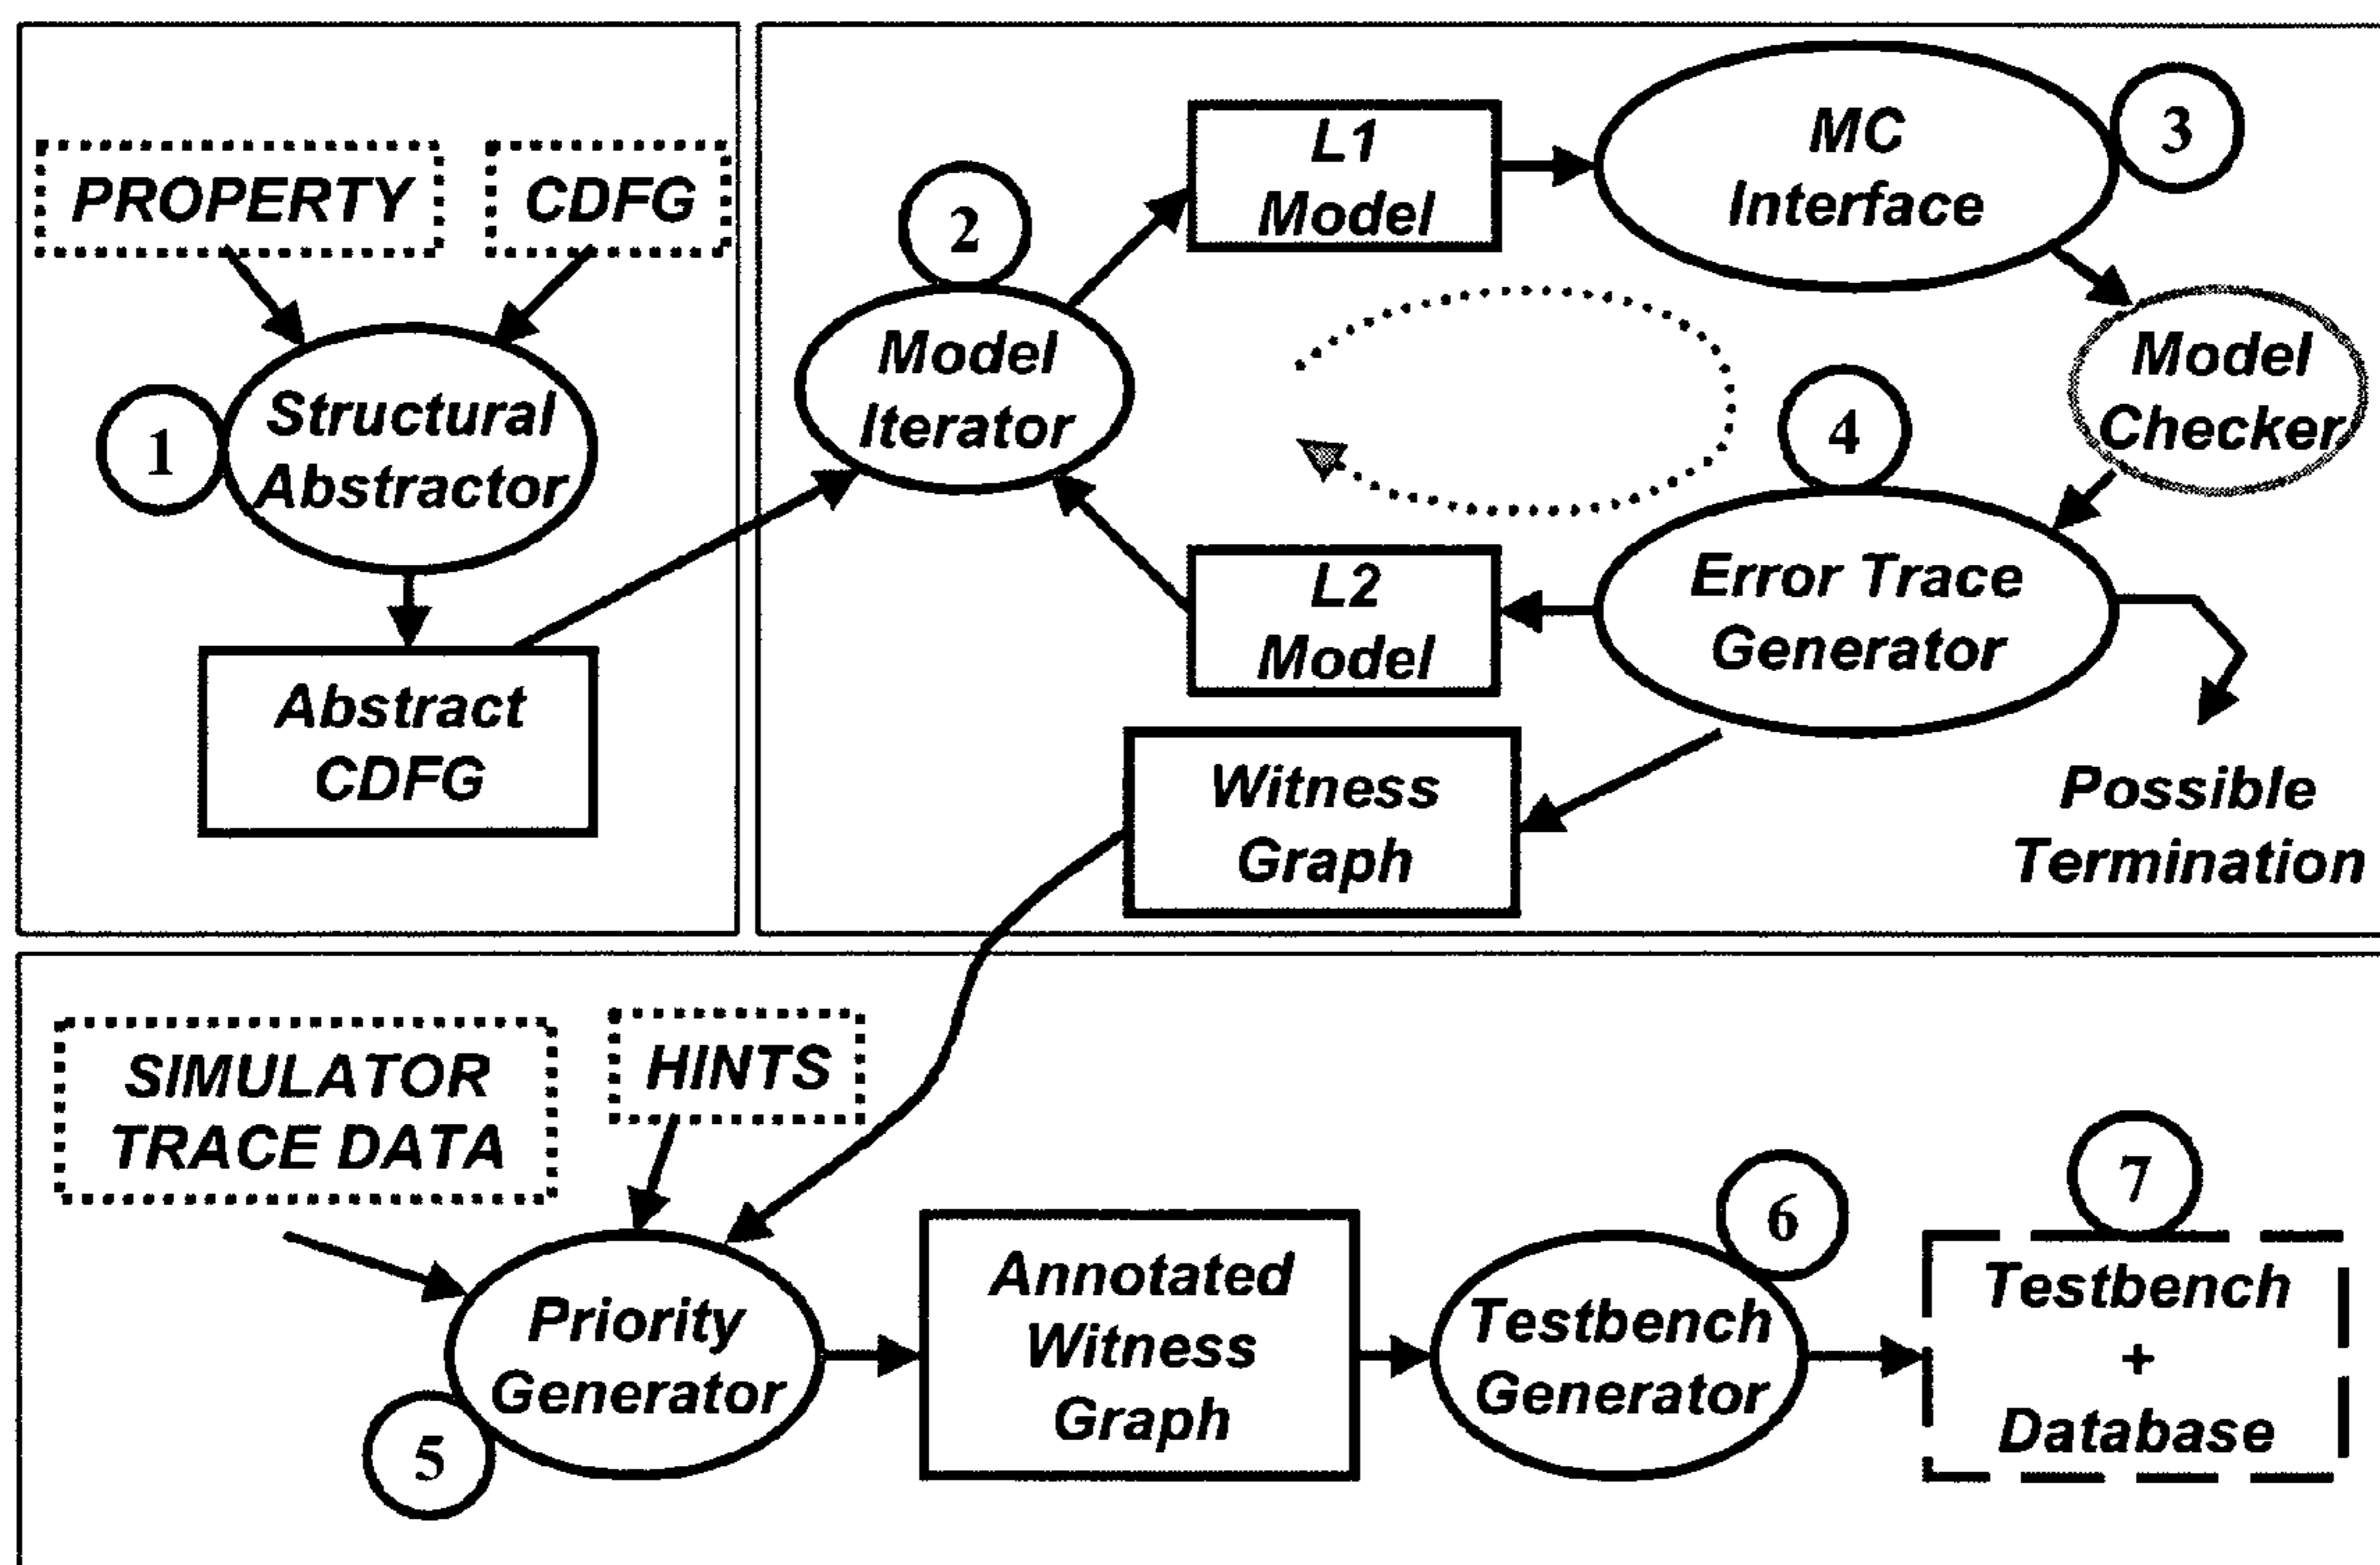 PROPERTY
CDFG
1
Structural
Abstractor
Abstract
CDFG
2
Model
Iterator
L1
Model
MC
Interface
3
Model
Checker
4
Error Trace
Generator
L2
Model
Witness
Graph
Possible
Termination
SIMULATOR
TRACE DATA
HINTS
Priority
Generator
5
Annotated
Witness
Graph
6
Testbench
Generator
7
Testbench
+
Database